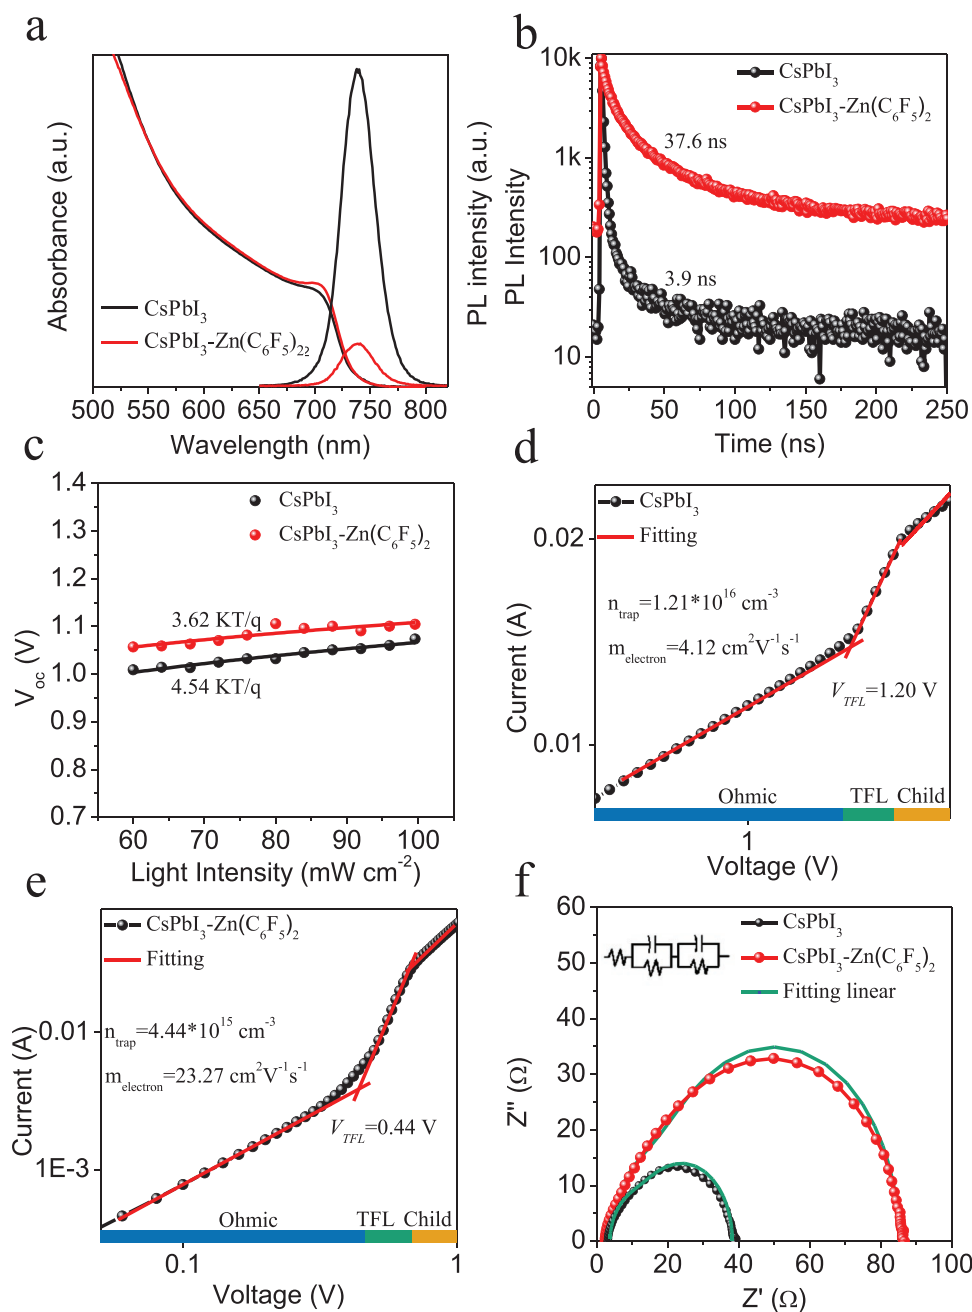 a
Absorbance (a.u.)
PL intensity (a.u.)
CsPbI3
CsPbI3-Zn(C6F5)2
500 550 600 650 700 750 800
Wavelength (nm)
b
PL Intensity
10k
1k
100
10
CsPbI3
CsPbI3-Zn(C6F5)2
37.6 ns
3.9 ns
0 50 100 150 200 250
Time (ns)
c
Voc (V)
1.4
1.3
1.2
1.1
1.0
0.9
0.8
0.7
CsPbI3
CsPbI3-Zn(C6F5)2
3.62 KT/q
4.54 KT/q
60 70 80 90 100
Light Intensity (mW cm-2)
d
Current (A)
0.02
0.01
CsPbI3
Fitting
ntrap=1.21*10^16 cm-3
melectron=4.12 cm2V-1s-1
VTFL=1.20 V
Ohmic TFL Child
1
Voltage (V)
e
Current (A)
0.01
1E-3
CsPbI3-Zn(C6F5)2
Fitting
ntrap=4.44*10^15 cm-3
melectron=23.27 cm2V-1s-1
VTFL=0.44 V
Ohmic TFL Child
0.1 1
Voltage (V)
f
Z'' (Ω)
60
50
40
30
20
10
0
CsPbI3
CsPbI3-Zn(C6F5)2
Fitting linear
0 20 40 60 80 100
Z' (Ω)